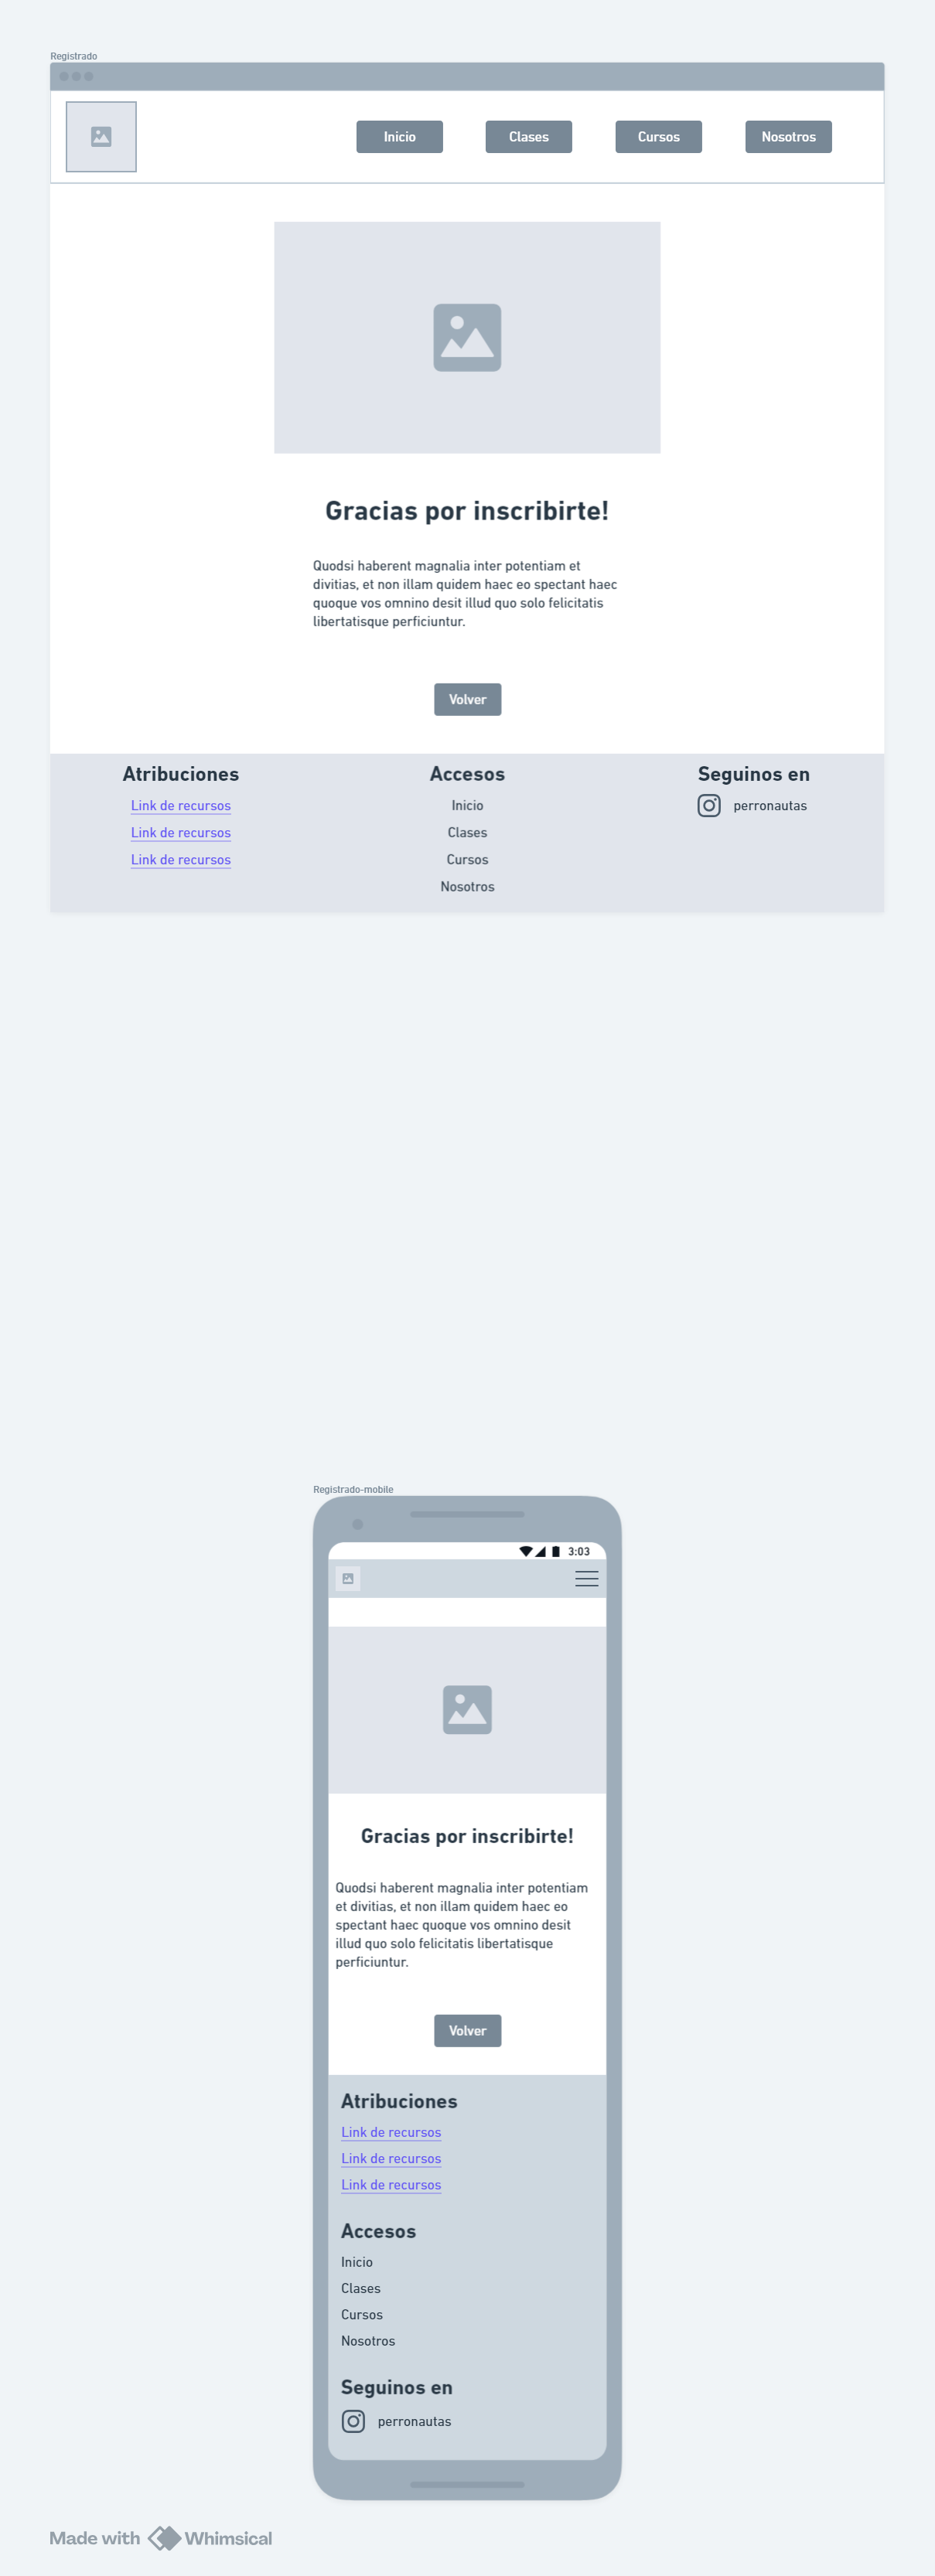 Registrado
Inicio
Clases
Cursos
Nosotros
Gracias por inscribirte!
Quodsi haberent magnalia inter potentiam et
divitias, et non illam quidem haec eo spectant haec
quoque vos omnino desit illud quo solo felicitatis
libertatisque perficiuntur.
Volver
Atribuciones
Link de recursos
Link de recursos
Link de recursos
Accesos
Inicio
Clases
Cursos
Nosotros
Seguinos en
perronautas
Registrado-mobile
3:03
Gracias por inscribirte!
Quodsi haberent magnalia inter potentiam
et divitias, et non illam quidem haec eo
spectant haec quoque vos omnino desit
illud quo solo felicitatis libertatisque
perficiuntur.
Volver
Atribuciones
Link de recursos
Link de recursos
Link de recursos
Accesos
Inicio
Clases
Cursos
Nosotros
Seguinos en
perronautas
Made with Whimsical